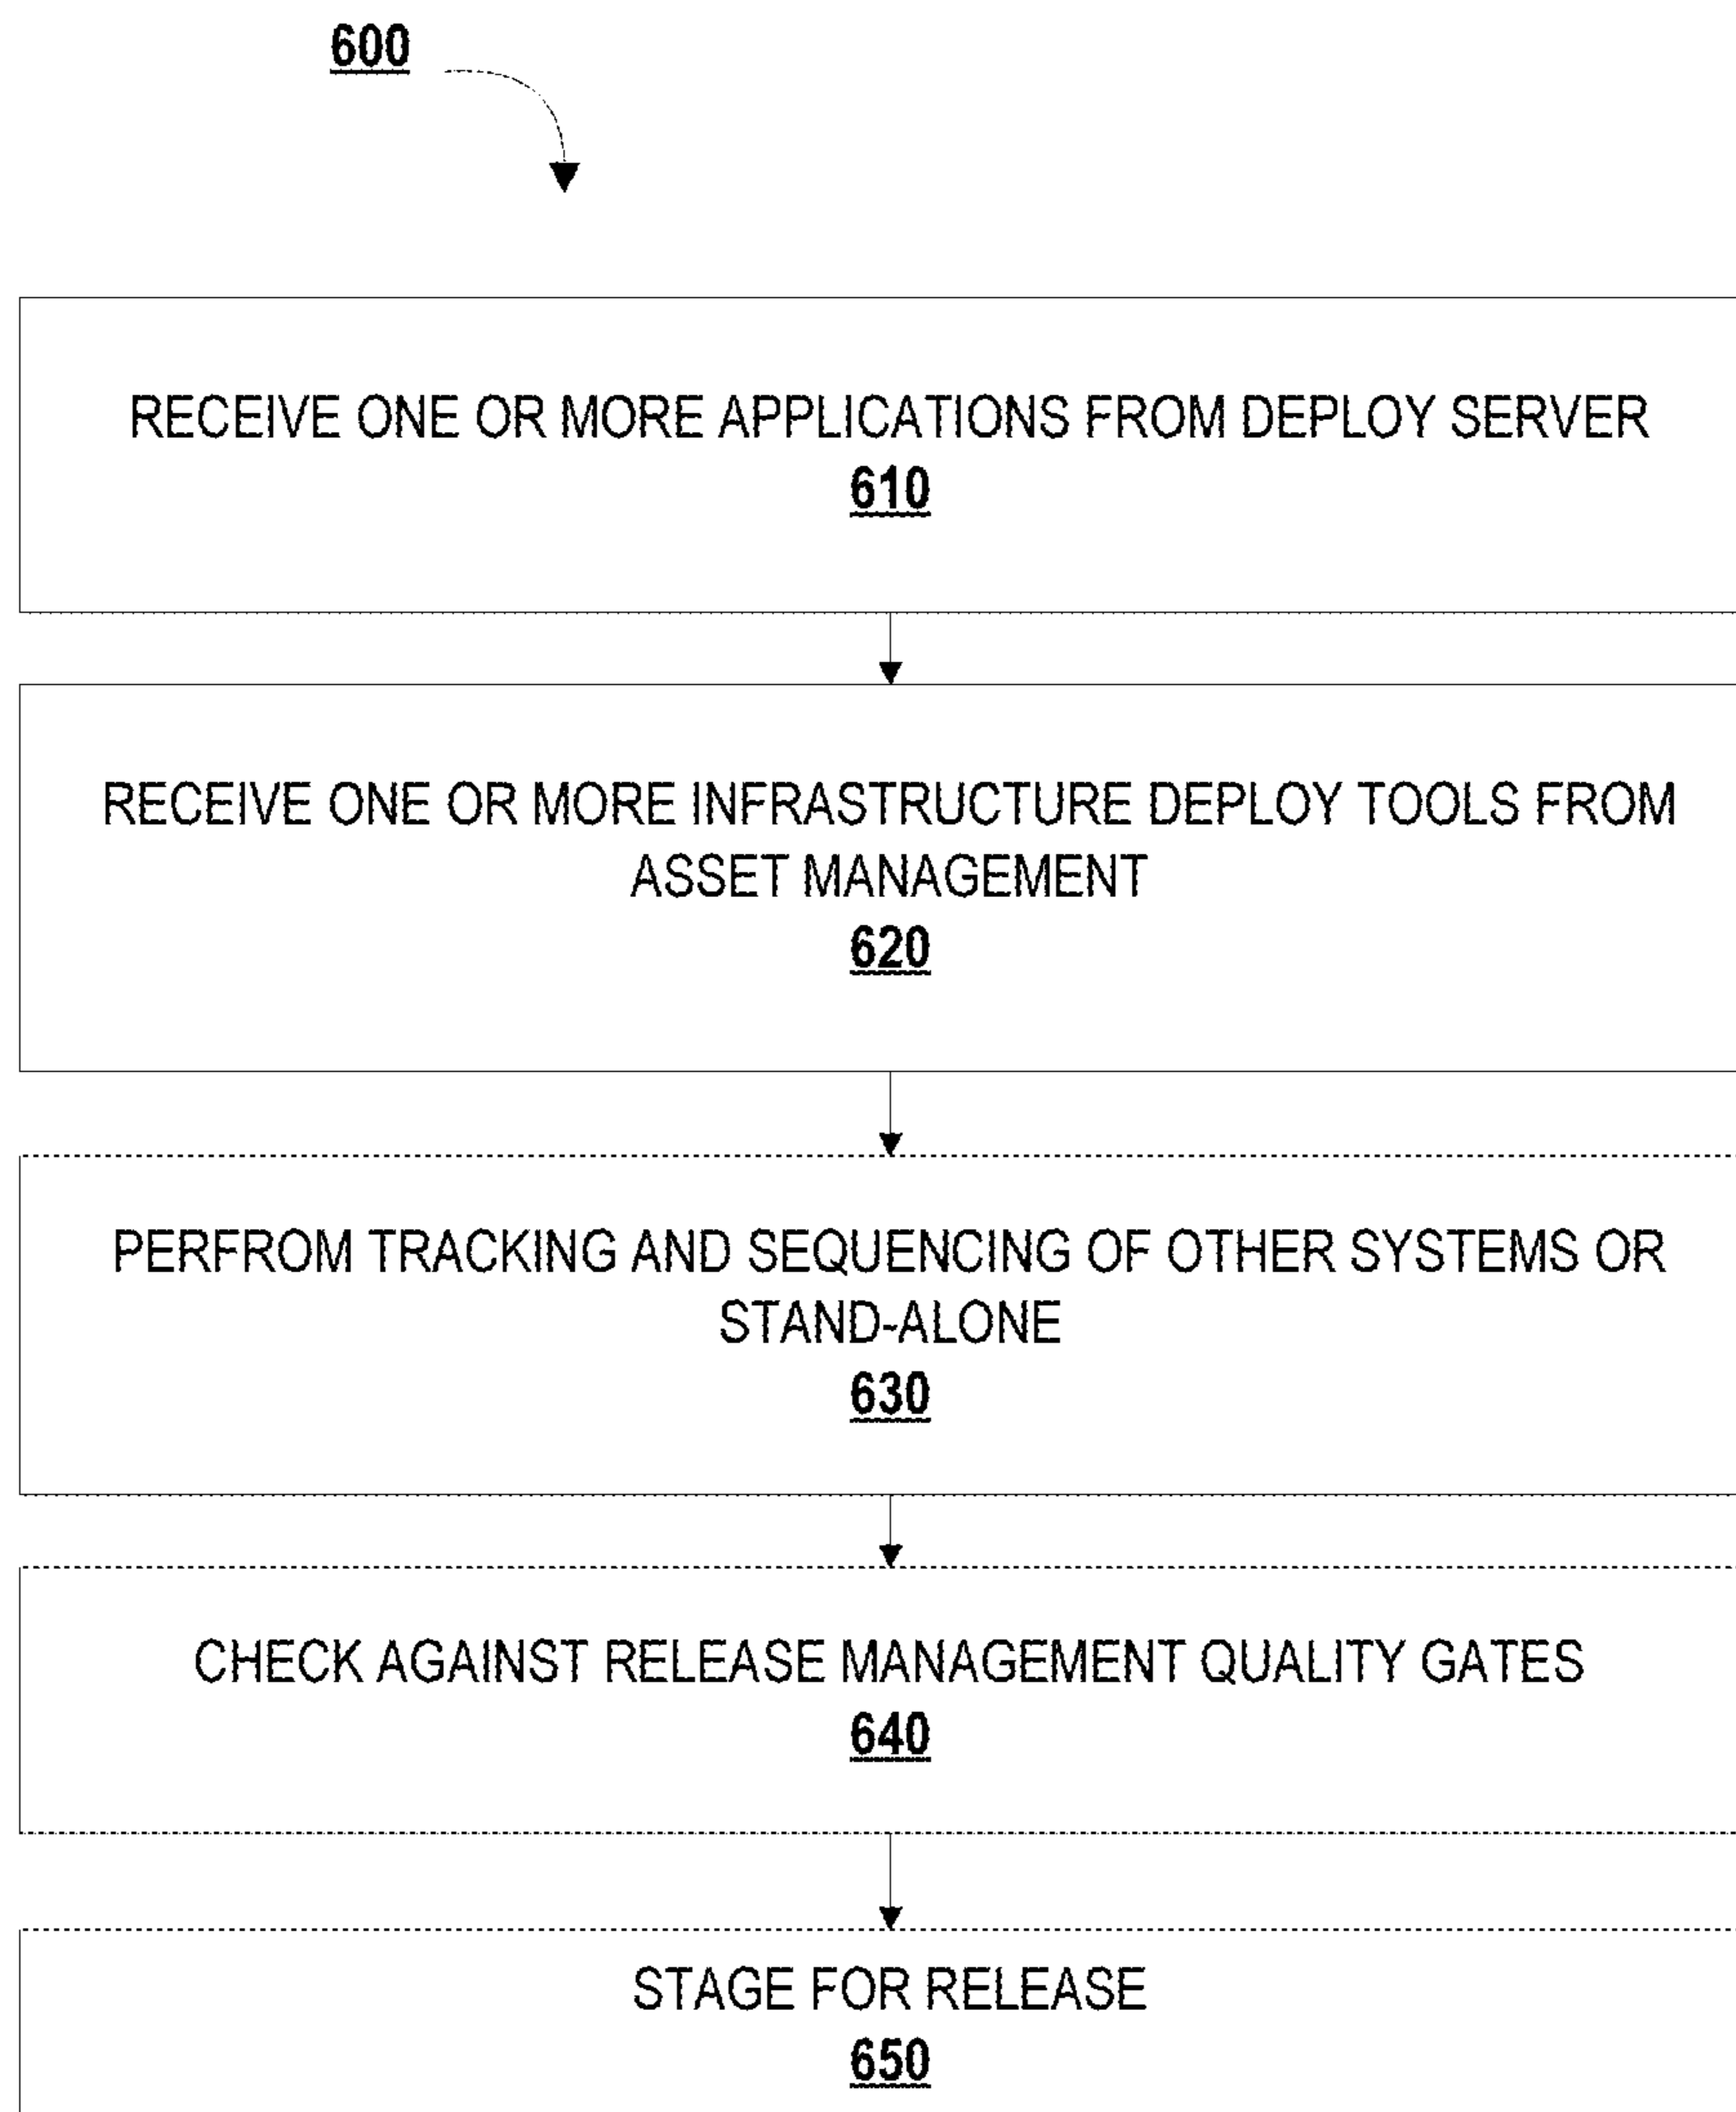 600
RECEIVE ONE OR MORE APPLICATIONS FROM DEPLOY SERVER
610
RECEIVE ONE OR MORE INFRASTRUCTURE DEPLOY TOOLS FROM
ASSET MANAGEMENT
620
PERFROM TRACKING AND SEQUENCING OF OTHER SYSTEMS OR
STAND-ALONE
630
CHECK AGAINST RELEASE MANAGEMENT QUALITY GATES
640
STAGE FOR RELEASE
650